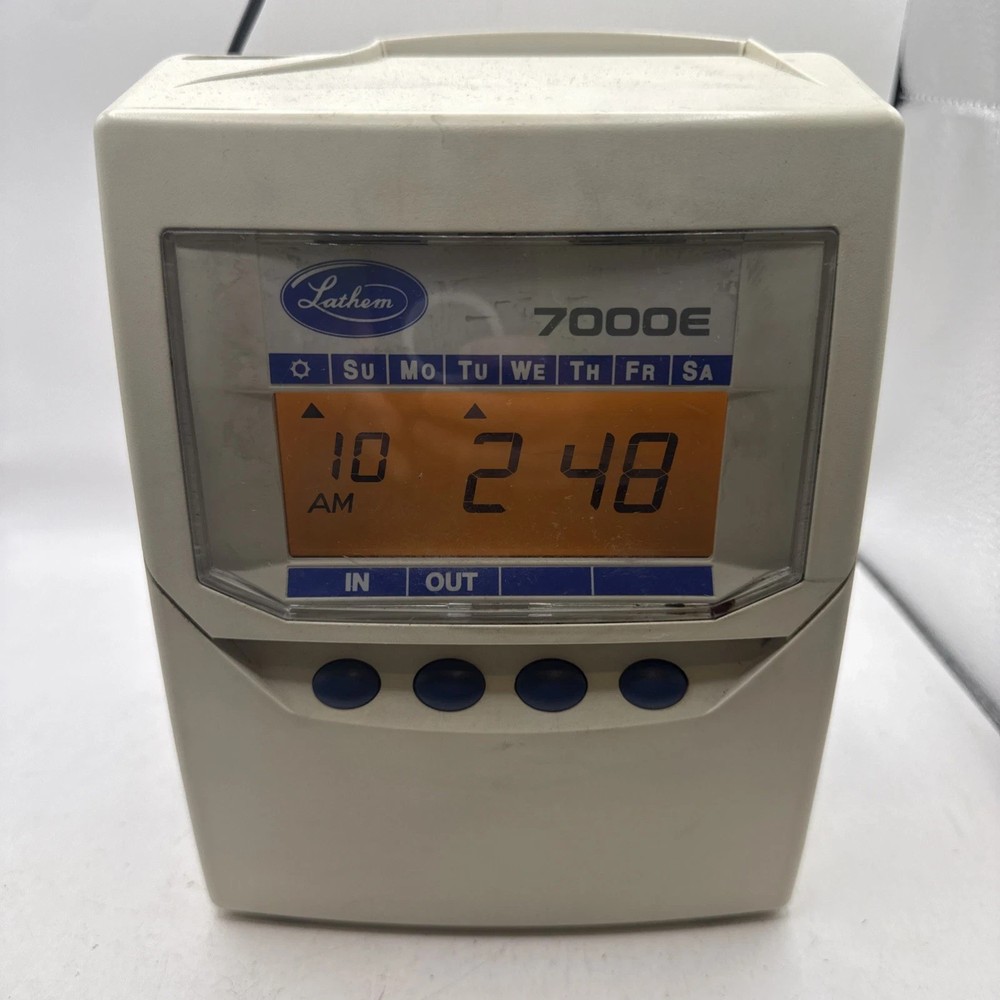 Lathem
7000E
SU MO TU WE TH FR SA
10 2 48
AM
IN OUT